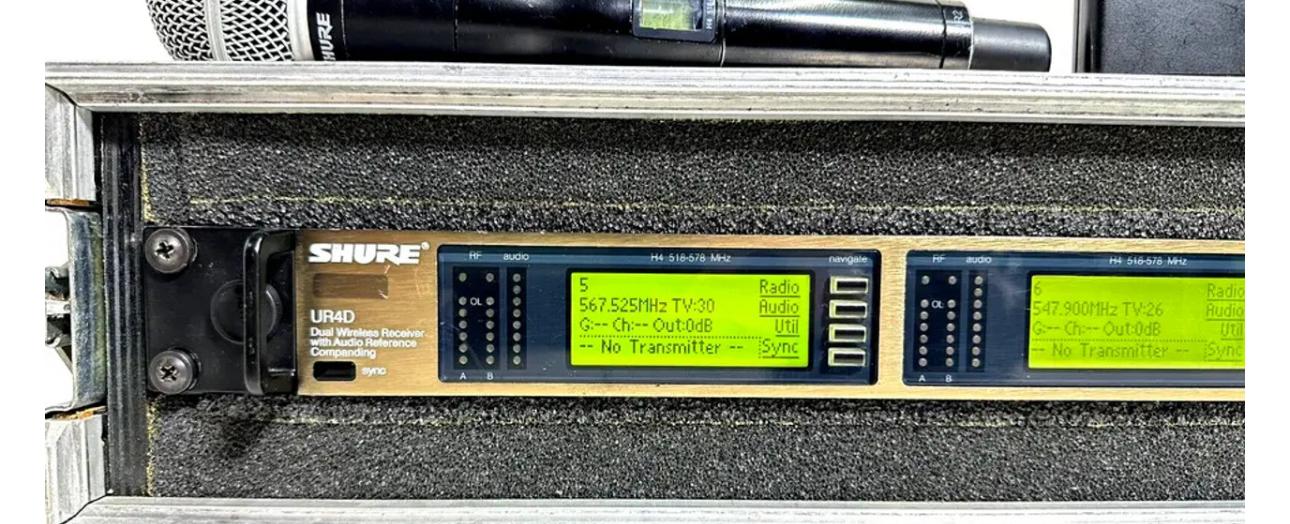 SHURE
SHURE®
UR4D
Dual Wireless Receiver
with Audio Reference
Companding
sync
RF audio
OL
A B
H4 518-578 MHz
navigate
5 Radio
567.525MHz TV:30 Audio
G:-- Ch:-- Out:0dB Util
-- No Transmitter -- Sync
RF audio
OL
A B
H4 518-578 MHz
6 Radio
547.900MHz TV:26 Audio
G:-- Ch:-- Out:0dB Util
-- No Transmitter -- Sync